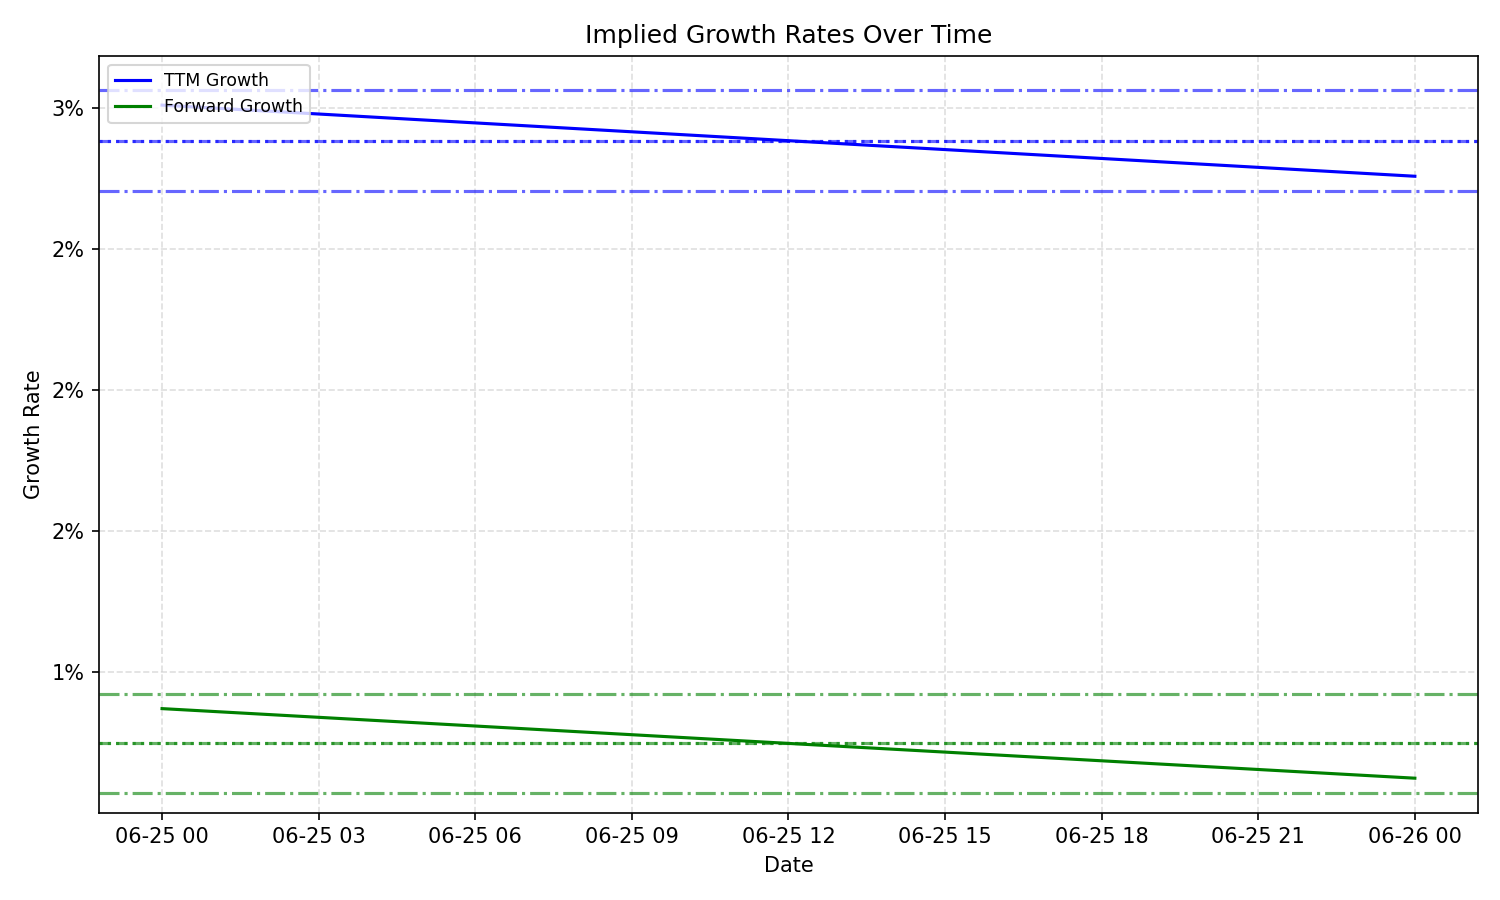 Implied Growth Rates Over Time
TTM Growth
Forward Growth
3%
2%
2%
2%
1%
Growth Rate
06-25 00
06-25 03
06-25 06
06-25 09
06-25 12
06-25 15
06-25 18
06-25 21
06-26 00
Date